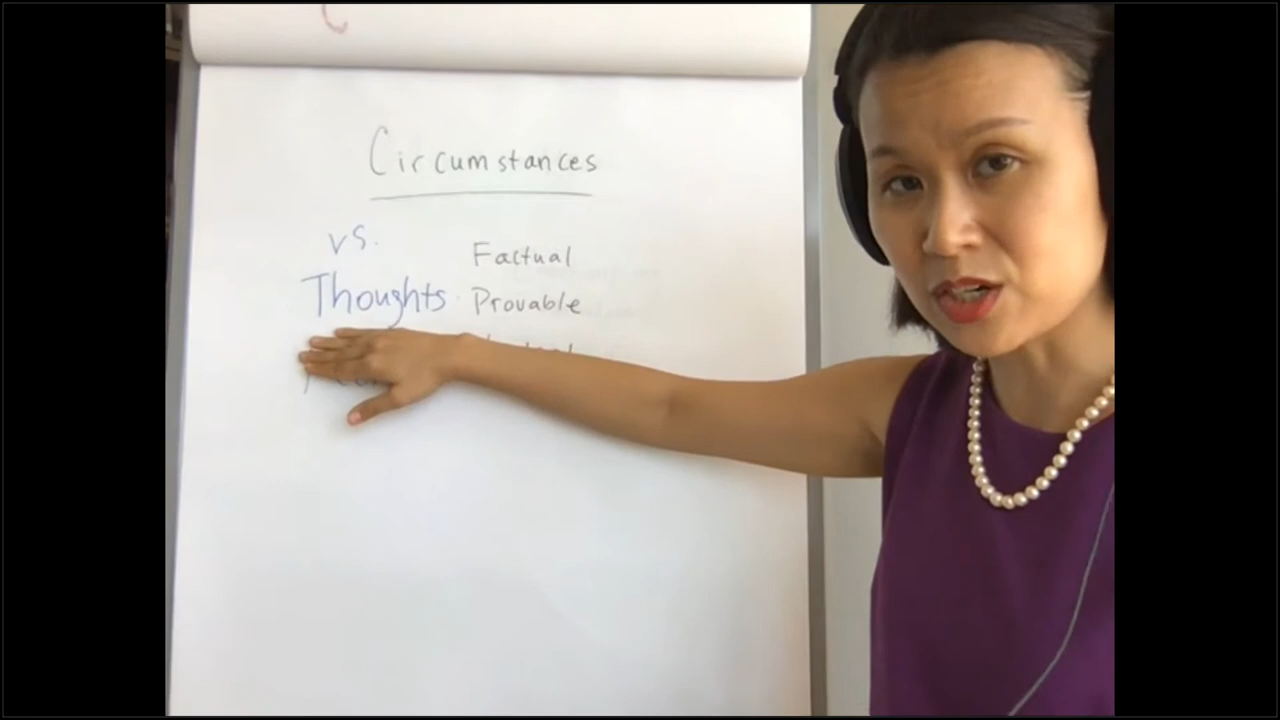 Circumstances
vs.
Thoughts
Factual
Provable